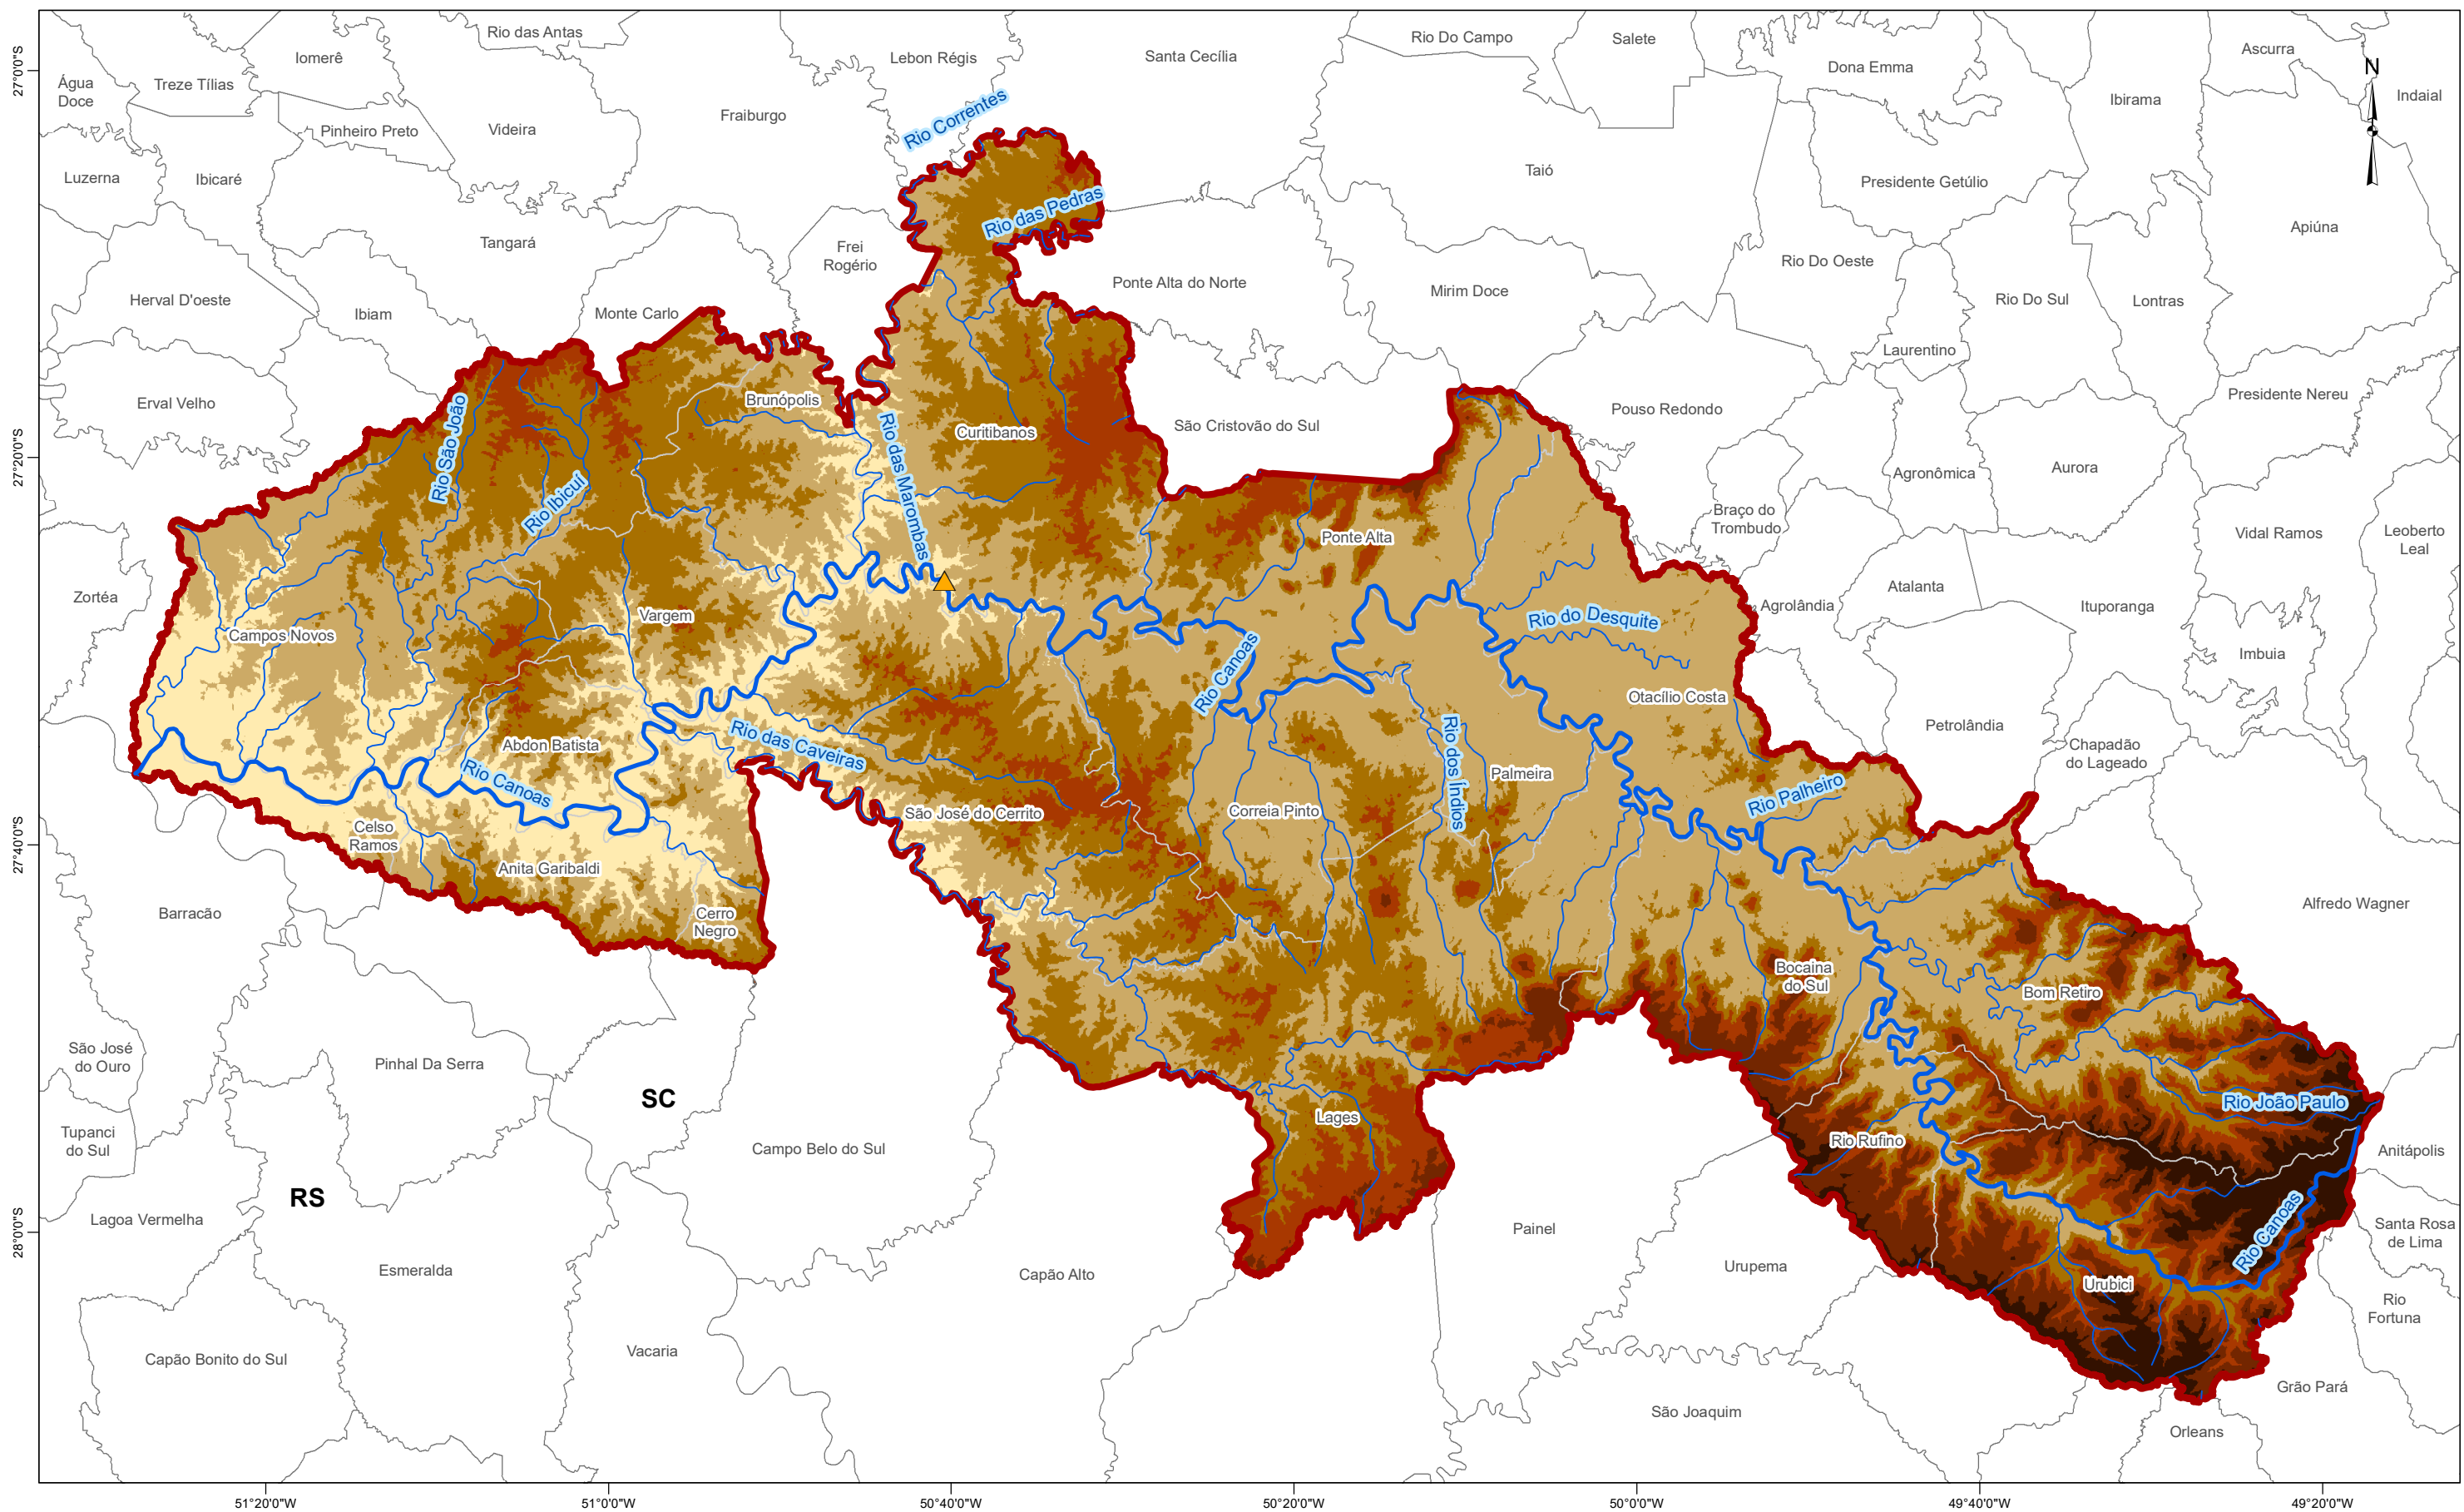 Rio das Antas
Lebon Régis
Santa Cecília
Rio Do Campo
Salete
Ascurra
Iomerê
Treze Tílias
Água
Doce
Dona Emma
N
Indaial
27°0'0"S
Ibirama
Fraiburgo
Rio Correntes
Pinheiro Preto
Videira
Luzerna
Ibicaré
Taió
Presidente Getúlio
Rio das Pedras
Apiúna
Tangará
Frei
Rogério
Rio Do Oeste
Ponte Alta do Norte
Mirim Doce
Herval D'oeste
Ibiam
Monte Carlo
Rio Do Sul
Lontras
Laurentino
Erval Velho
Brunópolis
Presidente Nereu
Pouso Redondo
Rio São João
Rio das Marombas
Curitibanos
São Cristovão do Sul
27°20'0"S
Agronômica
Aurora
Rio Ibicuí
Braço do
Trombudo
Ponte Alta
Vidal Ramos
Leoberto
Leal
Zortéa
Atalanta
Agrolândia
Ituporanga
Vargem
Rio do Desquite
Campos Novos
Imbuia
Rio Canoas
Otacílio Costa
Petrolândia
Abdon Batista
Rio das Caveiras
Chapadão
do Lageado
Rio dos Índios
Palmeira
Rio Canoas
Rio Palheiro
São José do Cerrito
Correia Pinto
Celso
Ramos
27°40'0"S
Anita Garibaldi
Barracão
Cerro
Negro
Alfredo Wagner
Bocaina
do Sul
Bom Retiro
São José
do Ouro
Pinhal Da Serra
SC
Rio João Paulo
Lages
Tupanci
do Sul
Rio Rufino
Campo Belo do Sul
Anitápolis
RS
Lagoa Vermelha
Painel
Rio Canoas
Santa Rosa
de Lima
28°0'0"S
Esmeralda
Capão Alto
Urupema
Urubici
Rio
Fortuna
Vacaria
Capão Bonito do Sul
Grão Pará
São Joaquim
Orleans
51°20'0"W
51°0'0"W
50°40'0"W
50°20'0"W
50°0'0"W
49°40'0"W
49°20'0"W